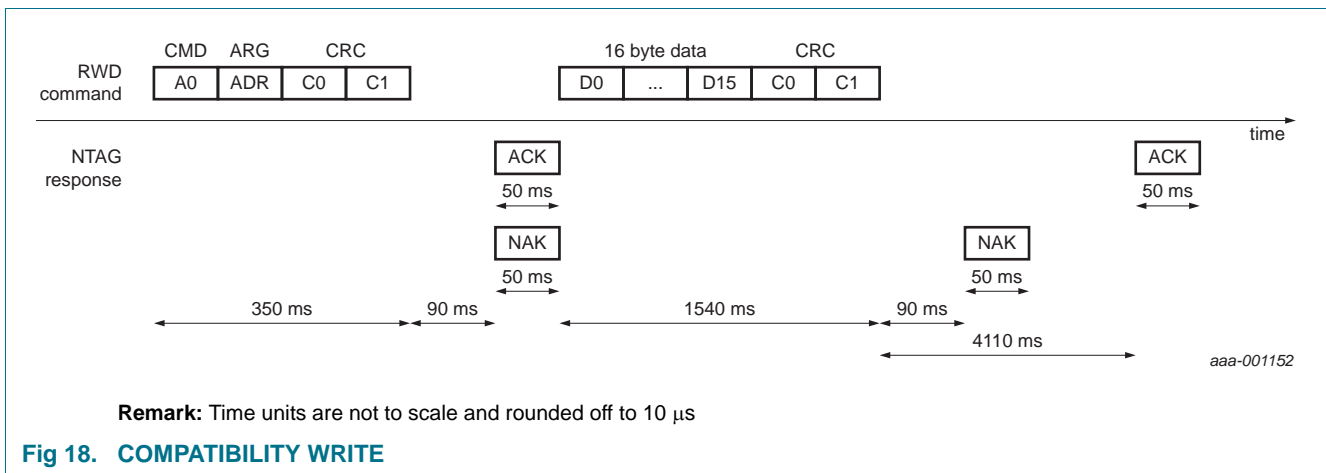 CMD ARG CRC 16 byte data CRC
RWD command A0 ADR C0 C1 D0 ... D15 C0 C1
time
NTAG response ACK ACK
50 ms 50 ms
NAK NAK
50 ms 50 ms
350 ms 90 ms 1540 ms 90 ms
4110 ms
aaa-001152
Remark: Time units are not to scale and rounded off to 10 μs
Fig 18. COMPATIBILITY WRITE